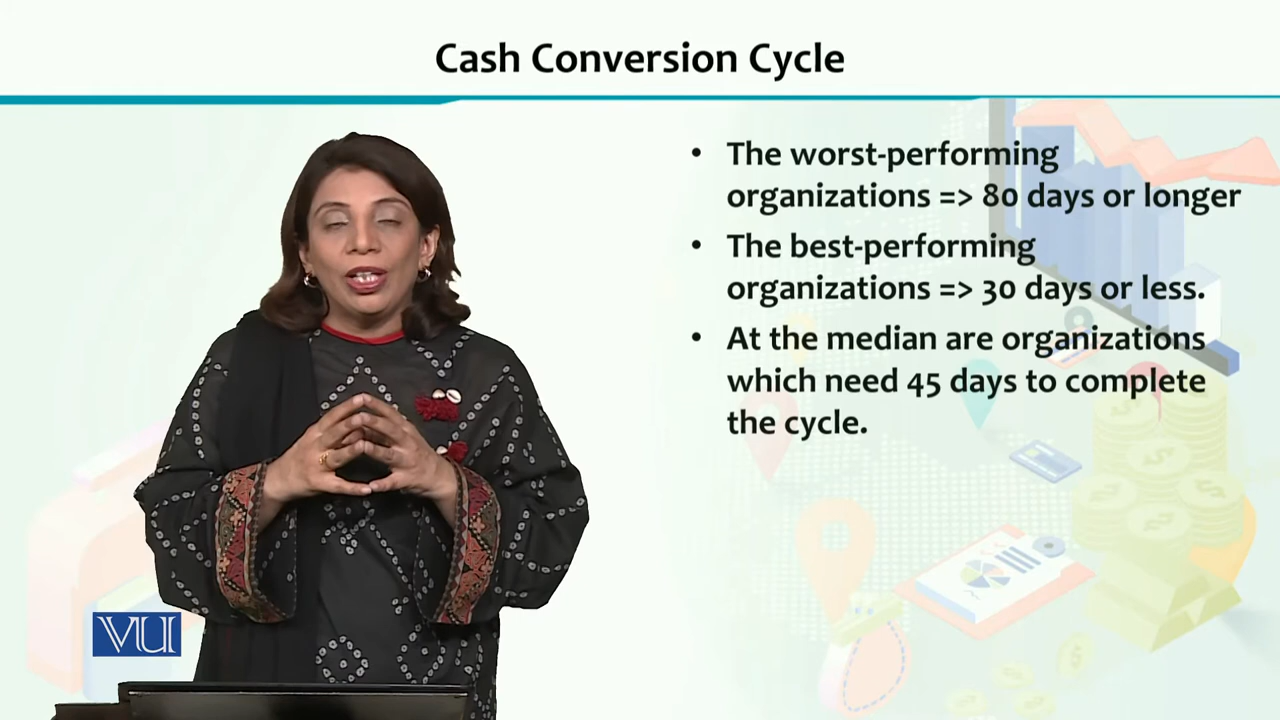 Cash Conversion Cycle
• The worst-performing
organizations => 80 days or longer
• The best-performing
organizations => 30 days or less.
• At the median are organizations
which need 45 days to complete
the cycle.
VU